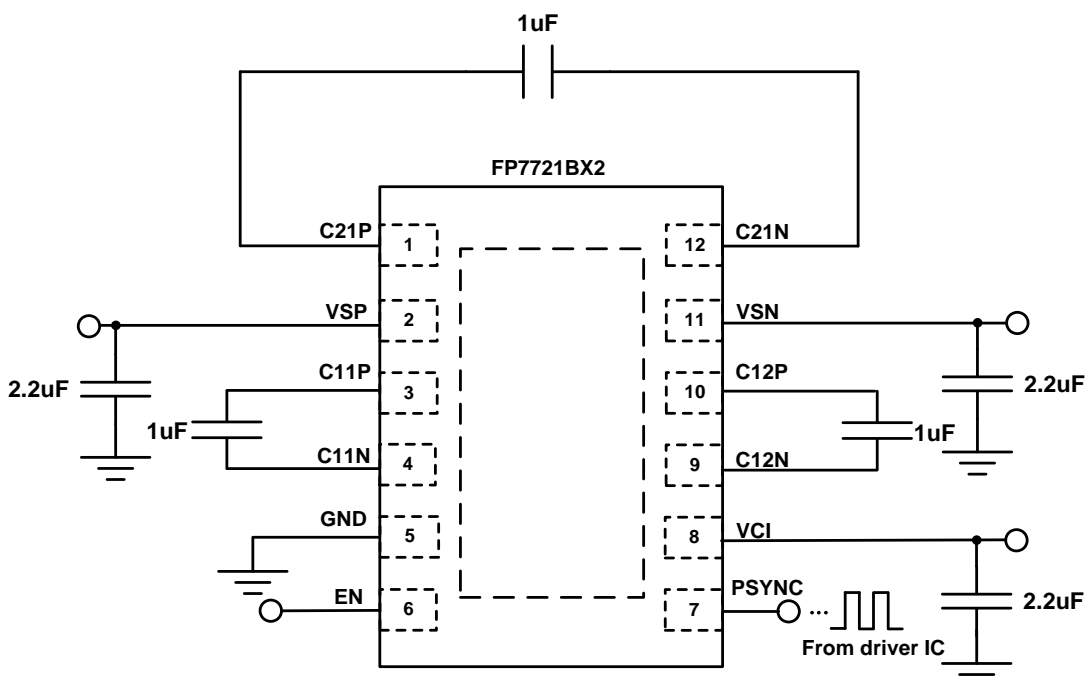 1uF
FP7721BX2
C21P 1 12 C21N
VSP 2 11 VSN
2.2uF C11P 3 10 C12P 2.2uF
1uF 1uF
C11N 4 9 C12N
GND 5 8 VCI
EN 6 7 PSYNC ... 2.2uF
From driver IC